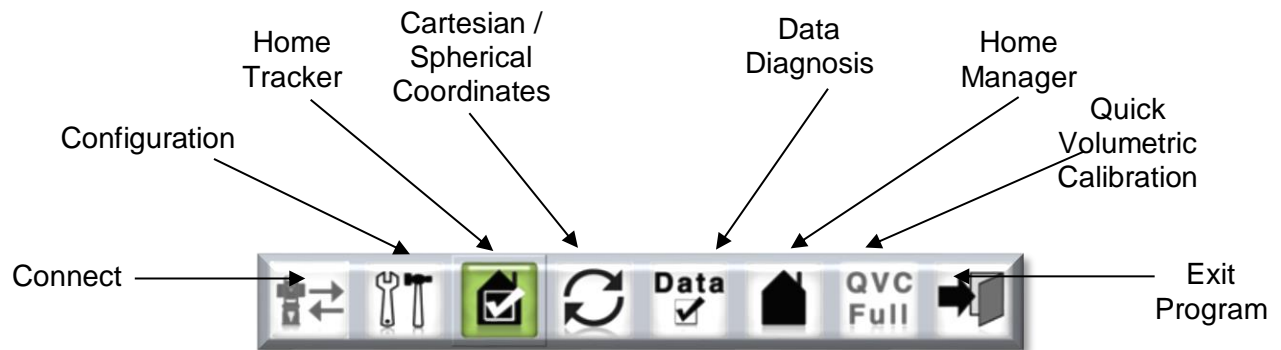 Cartesian /
Spherical
Coordinates
Home
Tracker
Data
Diagnosis
Home
Manager
Configuration
Quick
Volumetric
Calibration
Connect
Data
QVC
Full
Exit
Program